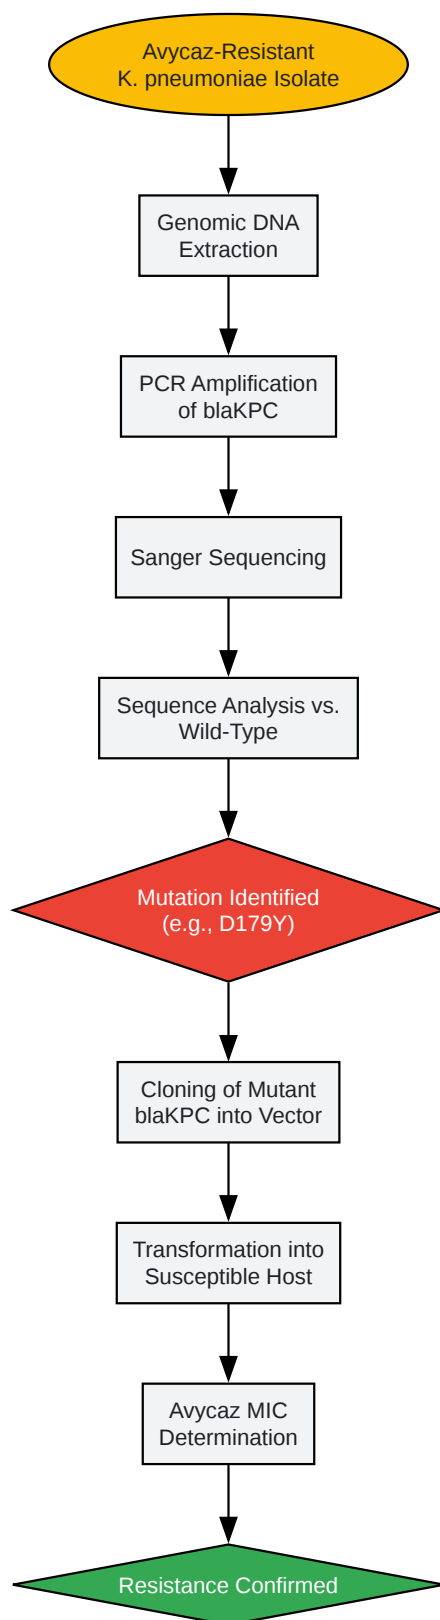 Avycaz-Resistant
K. pneumoniae Isolate
Genomic DNA
Extraction
PCR Amplification
of blaKPC
Sanger Sequencing
Sequence Analysis vs.
Wild-Type
Mutation Identified
(e.g., D179Y)
Cloning of Mutant
blaKPC into Vector
Transformation into
Susceptible Host
Avycaz MIC
Determination
Resistance Confirmed